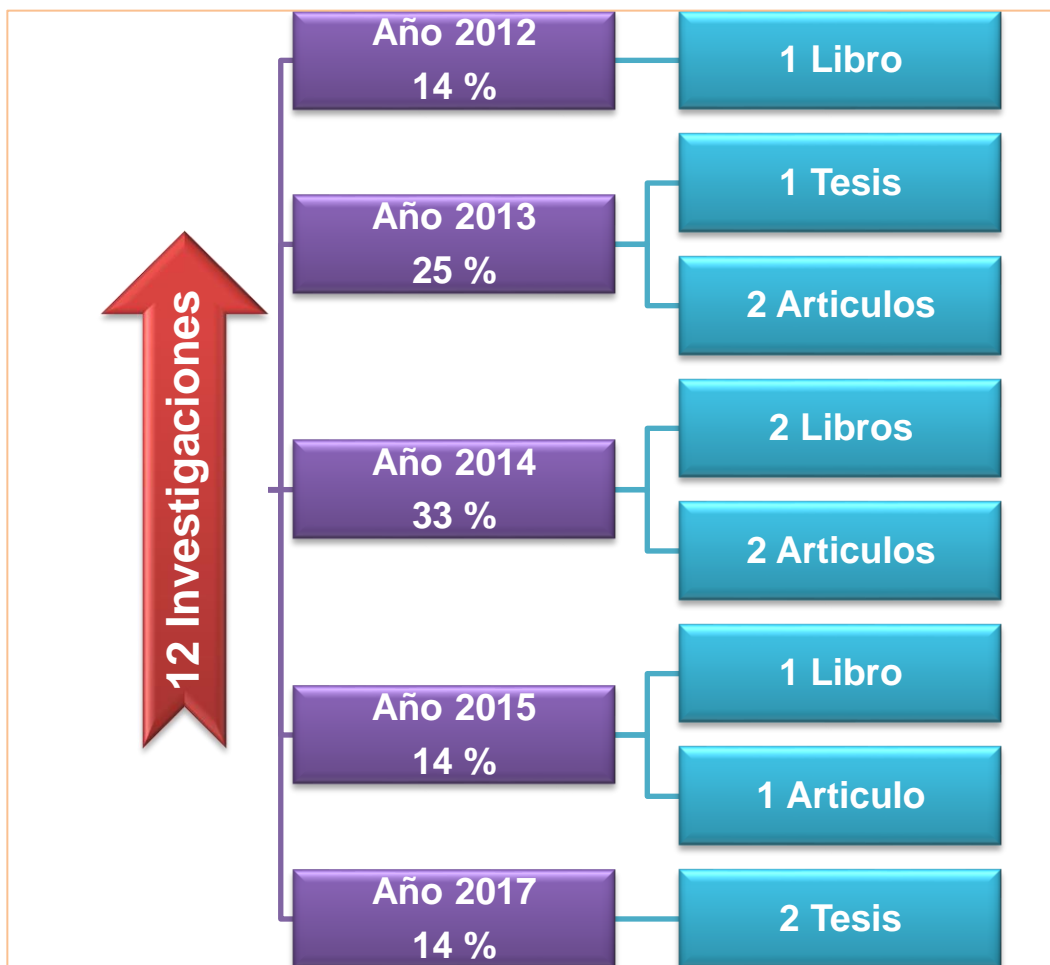 12 Investigaciones
Año 2012
14 %
1 Libro
Año 2013
25 %
1 Tesis
2 Articulos
Año 2014
33 %
2 Libros
2 Articulos
Año 2015
14 %
1 Libro
1 Articulo
Año 2017
14 %
2 Tesis